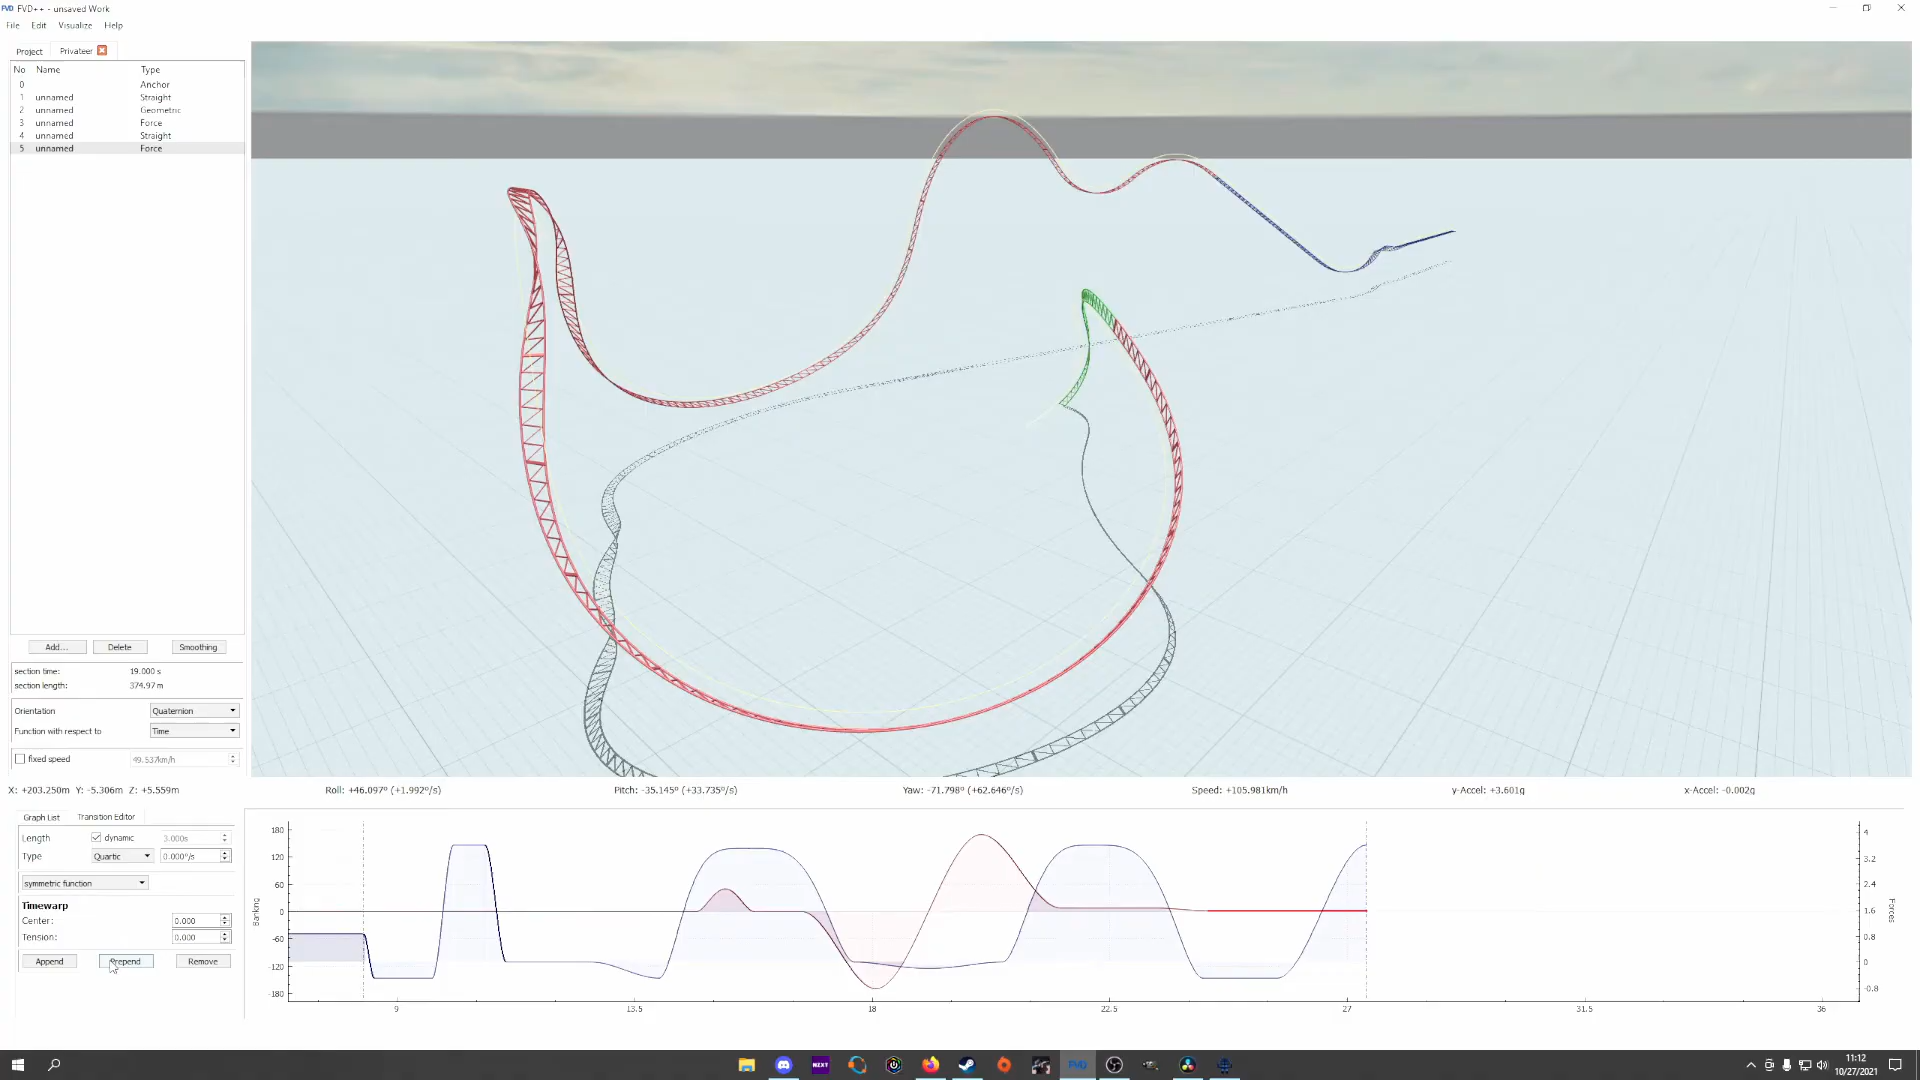 FVD++ - unsaved Work
File Edit Visualize Help
Project Privateer
No Name Type
0 Anchor
1 unnamed Straight
2 unnamed Geometric
3 unnamed Force
4 unnamed Straight
5 unnamed Force
Add... Delete Smoothing
section time: 19.000 s
section length: 374.97 m
Orientation Quaternion
Function with respect to Time
fixed speed 49.537km/h
X: +203.250m Y: -5.306m Z: +5.559m Roll: +46.097° (+1.992°/s) Pitch: -35.145° (+33.735°/s) Yaw: -71.798° (+62.646°/s) Speed: +105.981km/h y-Accel: +3.601g x-Accel: -0.002g
Graph List Transition Editor
Length dynamic 3.000s
Type Quartic 0.000°/s
symmetric function
Timewarp
Center: 0.000
Tension: 0.000
Append Prepend Remove
Banking
180
120
60
0
-60
-120
-180
9 13.5 18 22.5 27 31.5 36
4
3.2
2.4
1.6
0.8
0
-0.8
Forces
NZXT
FVD
11:12
10/27/2021